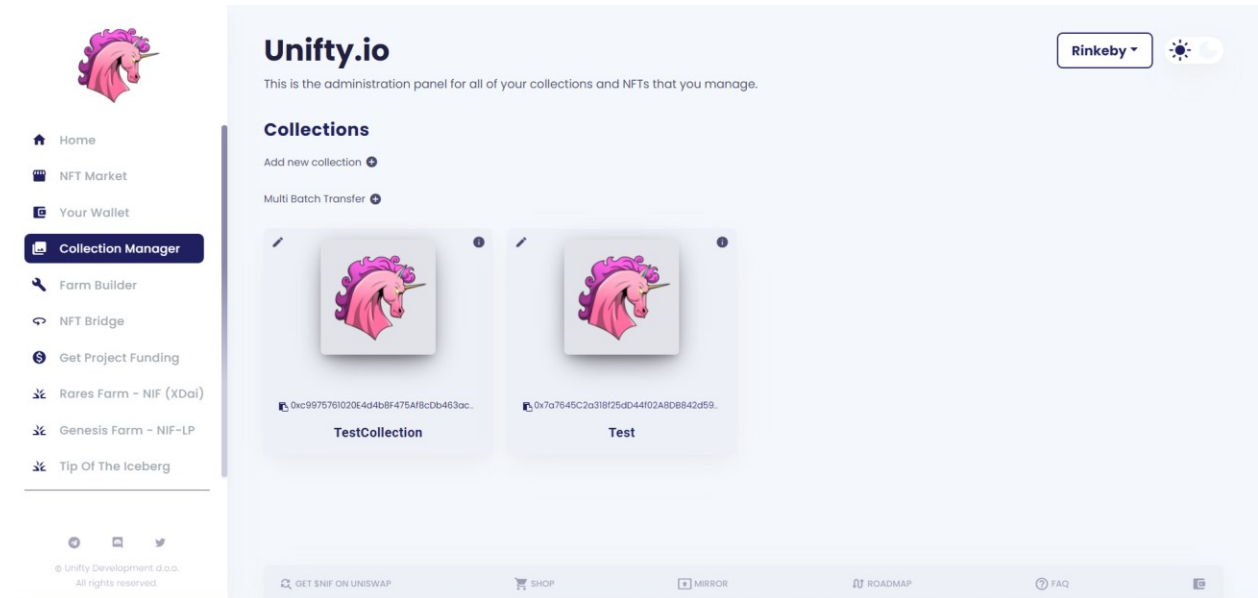 Unifty.io
Rinkeby
This is the administration panel for all of your collections and NFTs that you manage.
Collections
Add new collection
Multi Batch Transfer
Home
NFT Market
Your Wallet
Collection Manager
Farm Builder
NFT Bridge
Get Project Funding
Rares Farm - NIF (XDai)
Genesis Farm - NIF-LP
Tip Of The Iceberg
0xc9975761020E4d4b8F475Af8cDb463ac..
TestCollection
0x7a7645C2a318f25dD44f02A8DB842d59..
Test
© Unifty Development d.o.o.
All rights reserved.
GET $NIF ON UNISWAP
SHOP
MIRROR
ROADMAP
FAQ